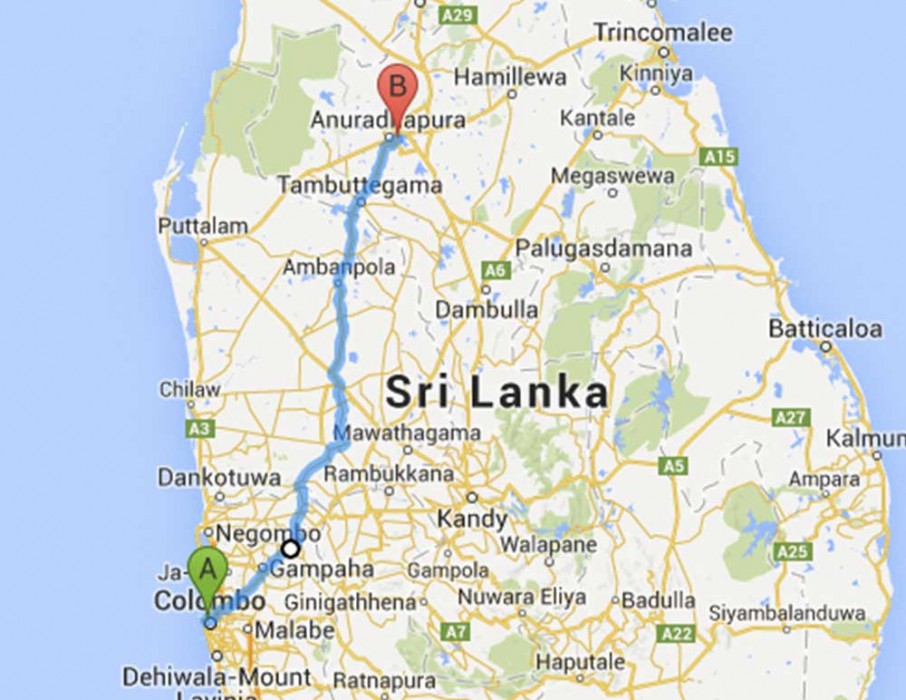 A29
Trincomalee
B
Hamillewa
Kinniya
Anuradhapura
Kantale
A15
Tambuttegama
Megaswewa
Puttalam
Palugasdamana
Ambanpola
A6
Dambulla
Batticaloa
Chilaw
Sri Lanka
A3
A27
Mawathagama
Kalmun
Dankotuwa
Rambukkana
A5
Ampara
Kandy
Negombo
Walapane
A25
A
Ja-
Gampaha
Gampola
Colombo
Ginigathhena
Nuwara Eliya
Badulla
Siyambalanduwa
Malabe
A7
A22
Haputale
Dehiwala-Mount
Lavinia
Ratnapura